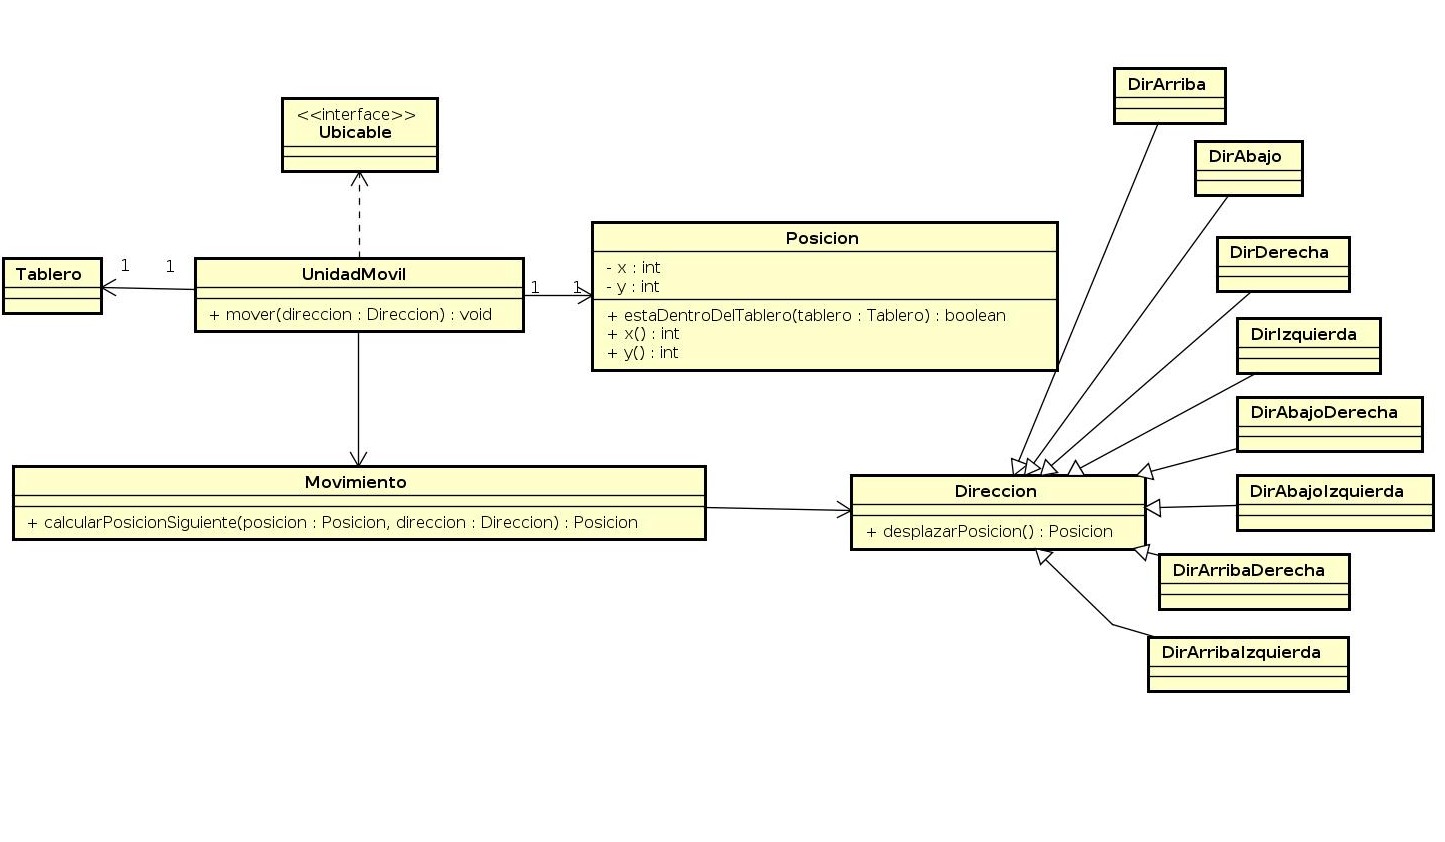 DirArriba
<<interface>>
Ubicable
DirAbajo
Posicion
- x : int
- y : int
+ estaDentroDelTablero(tablero : Tablero) : boolean
+ x() : int
+ y() : int
DirDerecha
Tablero
1
1
UnidadMovil
+ mover(direccion : Direccion) : void
1
1
DirIzquierda
DirAbajoDerecha
Movimiento
+ calcularPosicionSiguiente(posicion : Posicion, direccion : Direccion) : Posicion
Direccion
+ desplazarPosicion() : Posicion
DirAbajoIzquierda
DirArribaDerecha
DirArribaIzquierda